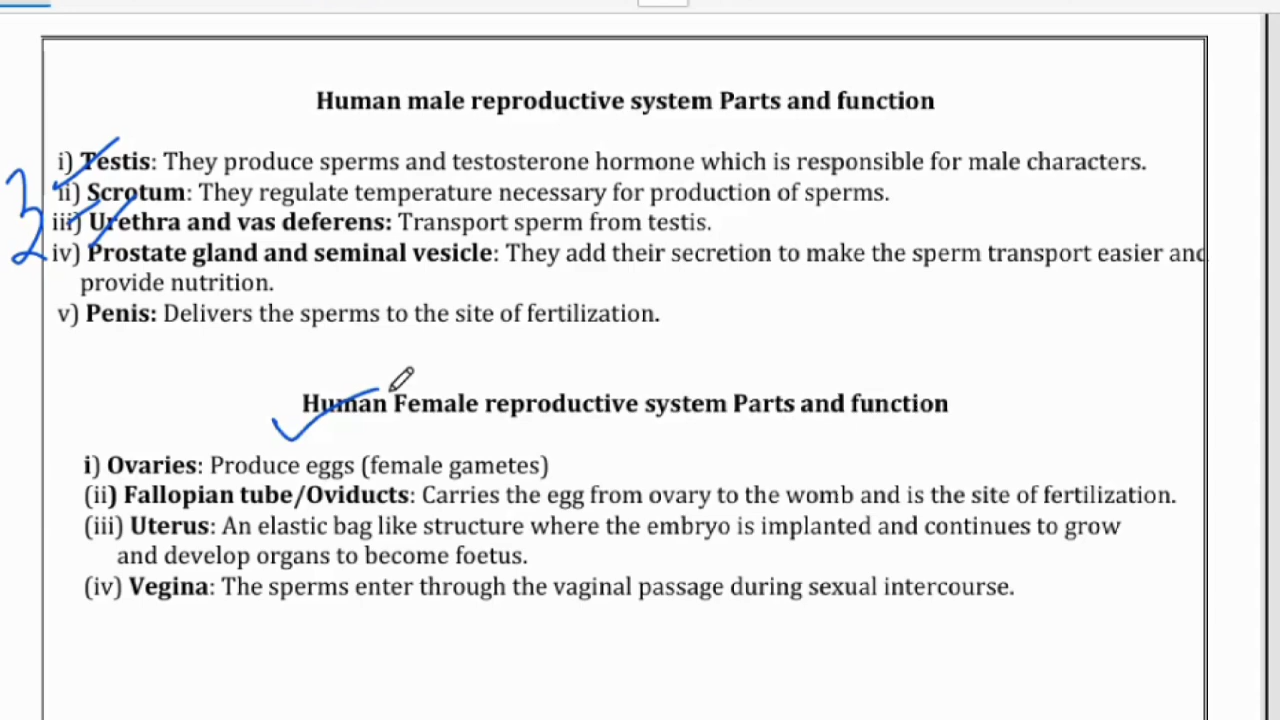 Human male reproductive system Parts and function
i) Testis: They produce sperms and testosterone hormone which is responsible for male characters.
ii) Scrotum: They regulate temperature necessary for production of sperms.
iii) Urethra and vas deferens: Transport sperm from testis.
iv) Prostate gland and seminal vesicle: They add their secretion to make the sperm transport easier and
provide nutrition.
v) Penis: Delivers the sperms to the site of fertilization.
3
2
Human Female reproductive system Parts and function
i) Ovaries: Produce eggs (female gametes)
(ii) Fallopian tube/Oviducts: Carries the egg from ovary to the womb and is the site of fertilization.
(iii) Uterus: An elastic bag like structure where the embryo is implanted and continues to grow
and develop organs to become foetus.
(iv) Vegina: The sperms enter through the vaginal passage during sexual intercourse.